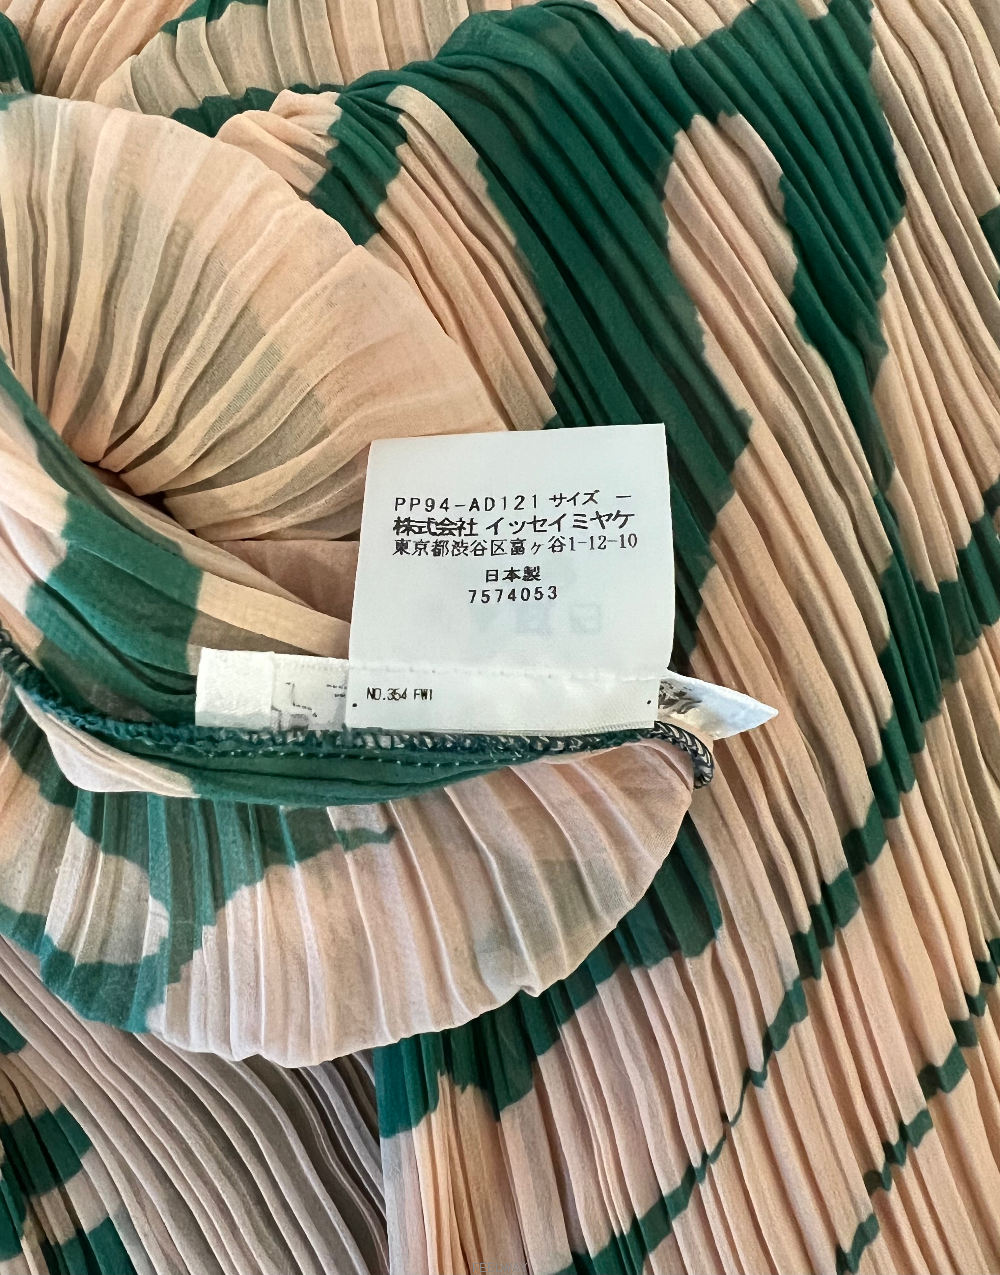 PP94-AD121 サイズ ー
株式会社 イッセイミヤケ
東京都渋谷区富ヶ谷1-12-10
日本製
7574053
NO.354 FW1